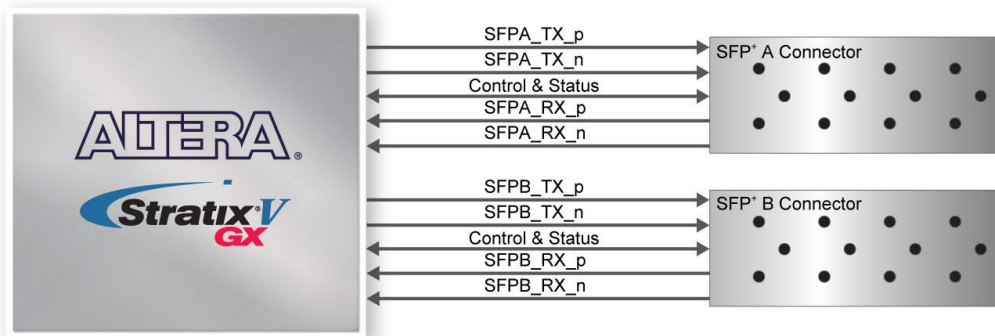 ALTERA®
Stratix® V
GX
SFPA_TX_p
SFPA_TX_n
Control & Status
SFPA_RX_p
SFPA_RX_n
SFP⁺ A Connector
SFPB_TX_p
SFPB_TX_n
Control & Status
SFPB_RX_p
SFPB_RX_n
SFP⁺ B Connector